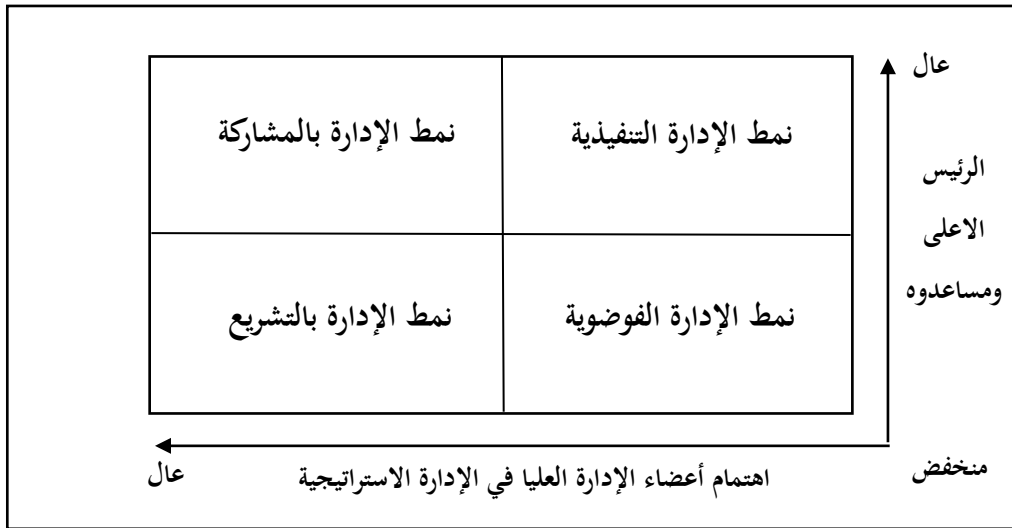 عال
نمط الإدارة التنفيذية
نمط الإدارة بالمشاركة
الرئيس
الاعلى
ومساعدوه
نمط الإدارة الفوضوية
نمط الإدارة بالتشريع
منخفض
اهتمام أعضاء الإدارة العليا في الإدارة الاستراتيجية
عال